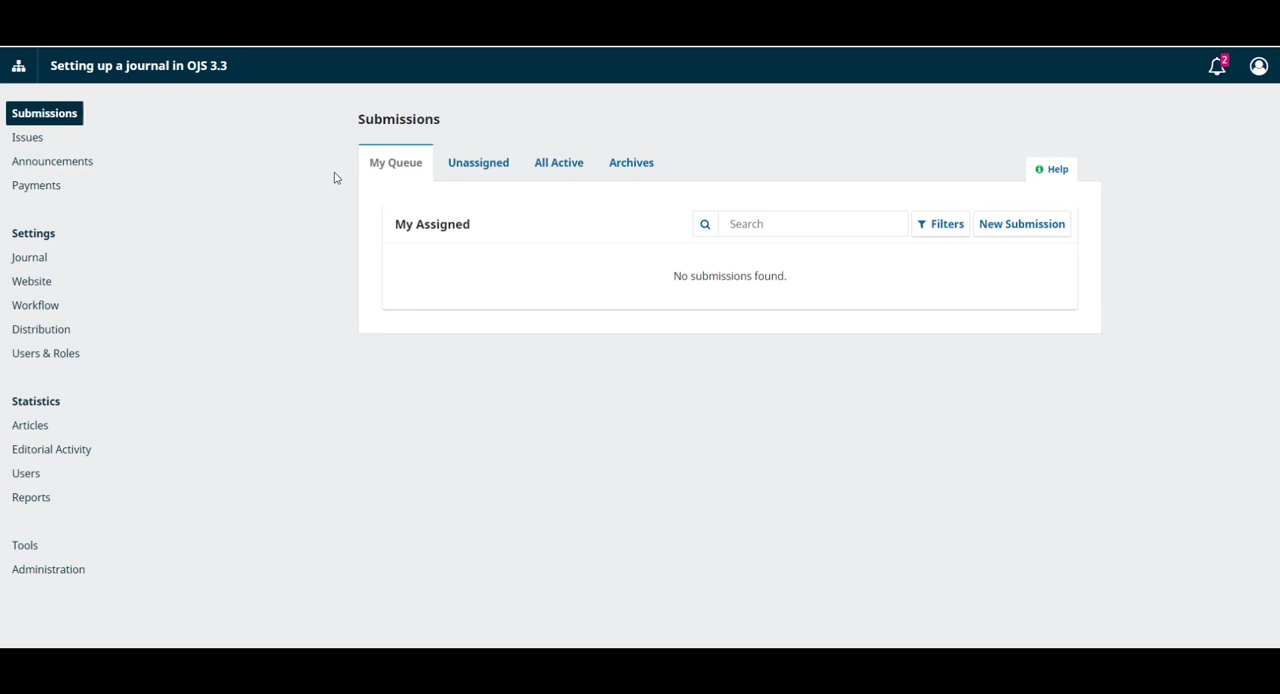 Setting up a journal in OJS 3.3
2
Submissions
Issues
Announcements
Payments
Settings
Journal
Website
Workflow
Distribution
Users & Roles
Statistics
Articles
Editorial Activity
Users
Reports
Tools
Administration
Submissions
My Queue Unassigned All Active Archives
Help
My Assigned Search Filters New Submission
No submissions found.